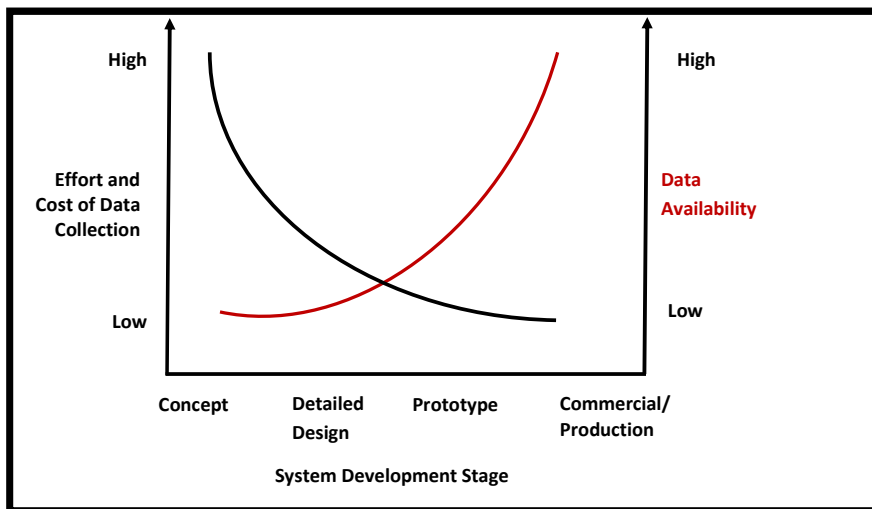 High
High
Effort and
Cost of Data
Collection
Data
Availability
Low
Low
Concept
Detailed
Design
Prototype
Commercial/
Production
System Development Stage